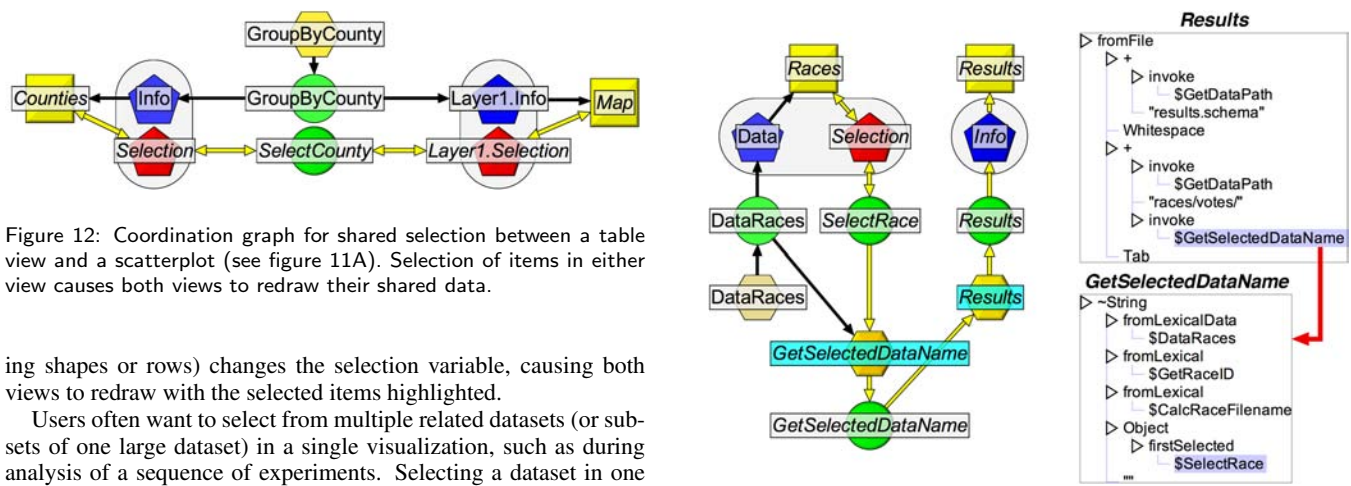 GroupByCounty
Counties
Info
GroupByCounty
Layer1.Info
Map
Selection
SelectCounty
Layer1.Selection
Figure 12: Coordination graph for shared selection between a table
view and a scatterplot (see figure 11A). Selection of items in either
view causes both views to redraw their shared data.
ing shapes or rows) changes the selection variable, causing both
views to redraw with the selected items highlighted.
Users often want to select from multiple related datasets (or sub-
sets of one large dataset) in a single visualization, such as during
analysis of a sequence of experiments. Selecting a dataset in one
Races
Results
Data
Selection
Info
DataRaces
SelectRace
Results
DataRaces
Results
GetSelectedDataName
GetSelectedDataName
Results
fromFile
+
invoke
$GetDataPath
"results.schema"
Whitespace
+
invoke
$GetDataPath
"races/votes/"
invoke
$GetSelectedDataName
Tab
GetSelectedDataName
~String
fromLexicalData
$DataRaces
fromLexical
$GetRaceID
fromLexical
$CalcRaceFilename
Object
firstSelected
$SelectRace
""